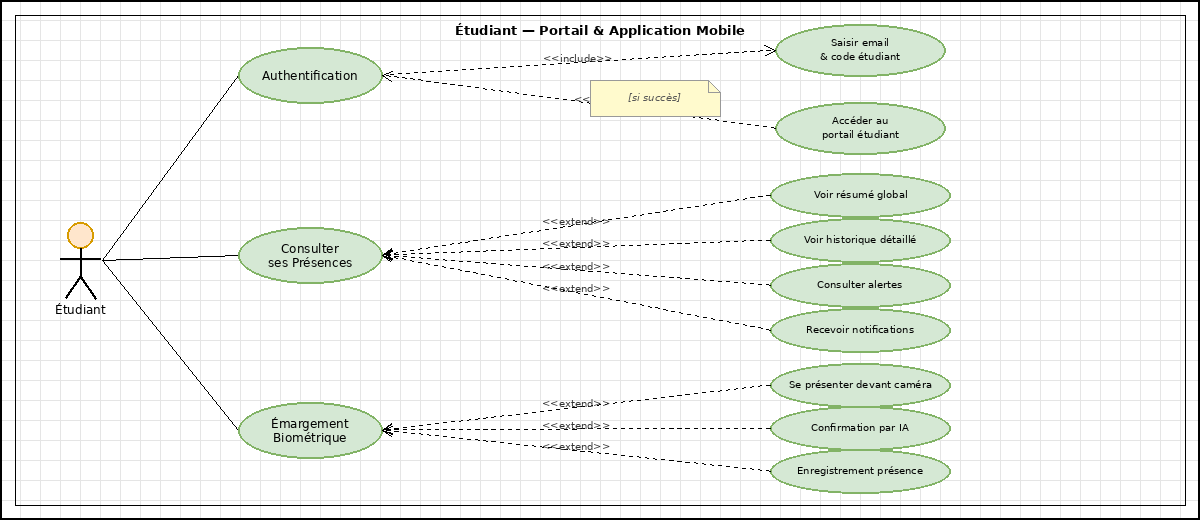 Étudiant — Portail & Application Mobile
Authentification
<<include>>
Saisir email
& code étudiant
<<
[si succès]
Accéder au
portail étudiant
Étudiant
Consulter
ses Présences
<<extend>>
Voir résumé global
<<extend>>
Voir historique détaillé
<<extend>>
Consulter alertes
<<extend>>
Recevoir notifications
Émargement
Biométrique
<<extend>>
Se présenter devant caméra
<<extend>>
Confirmation par IA
<<extend>>
Enregistrement présence